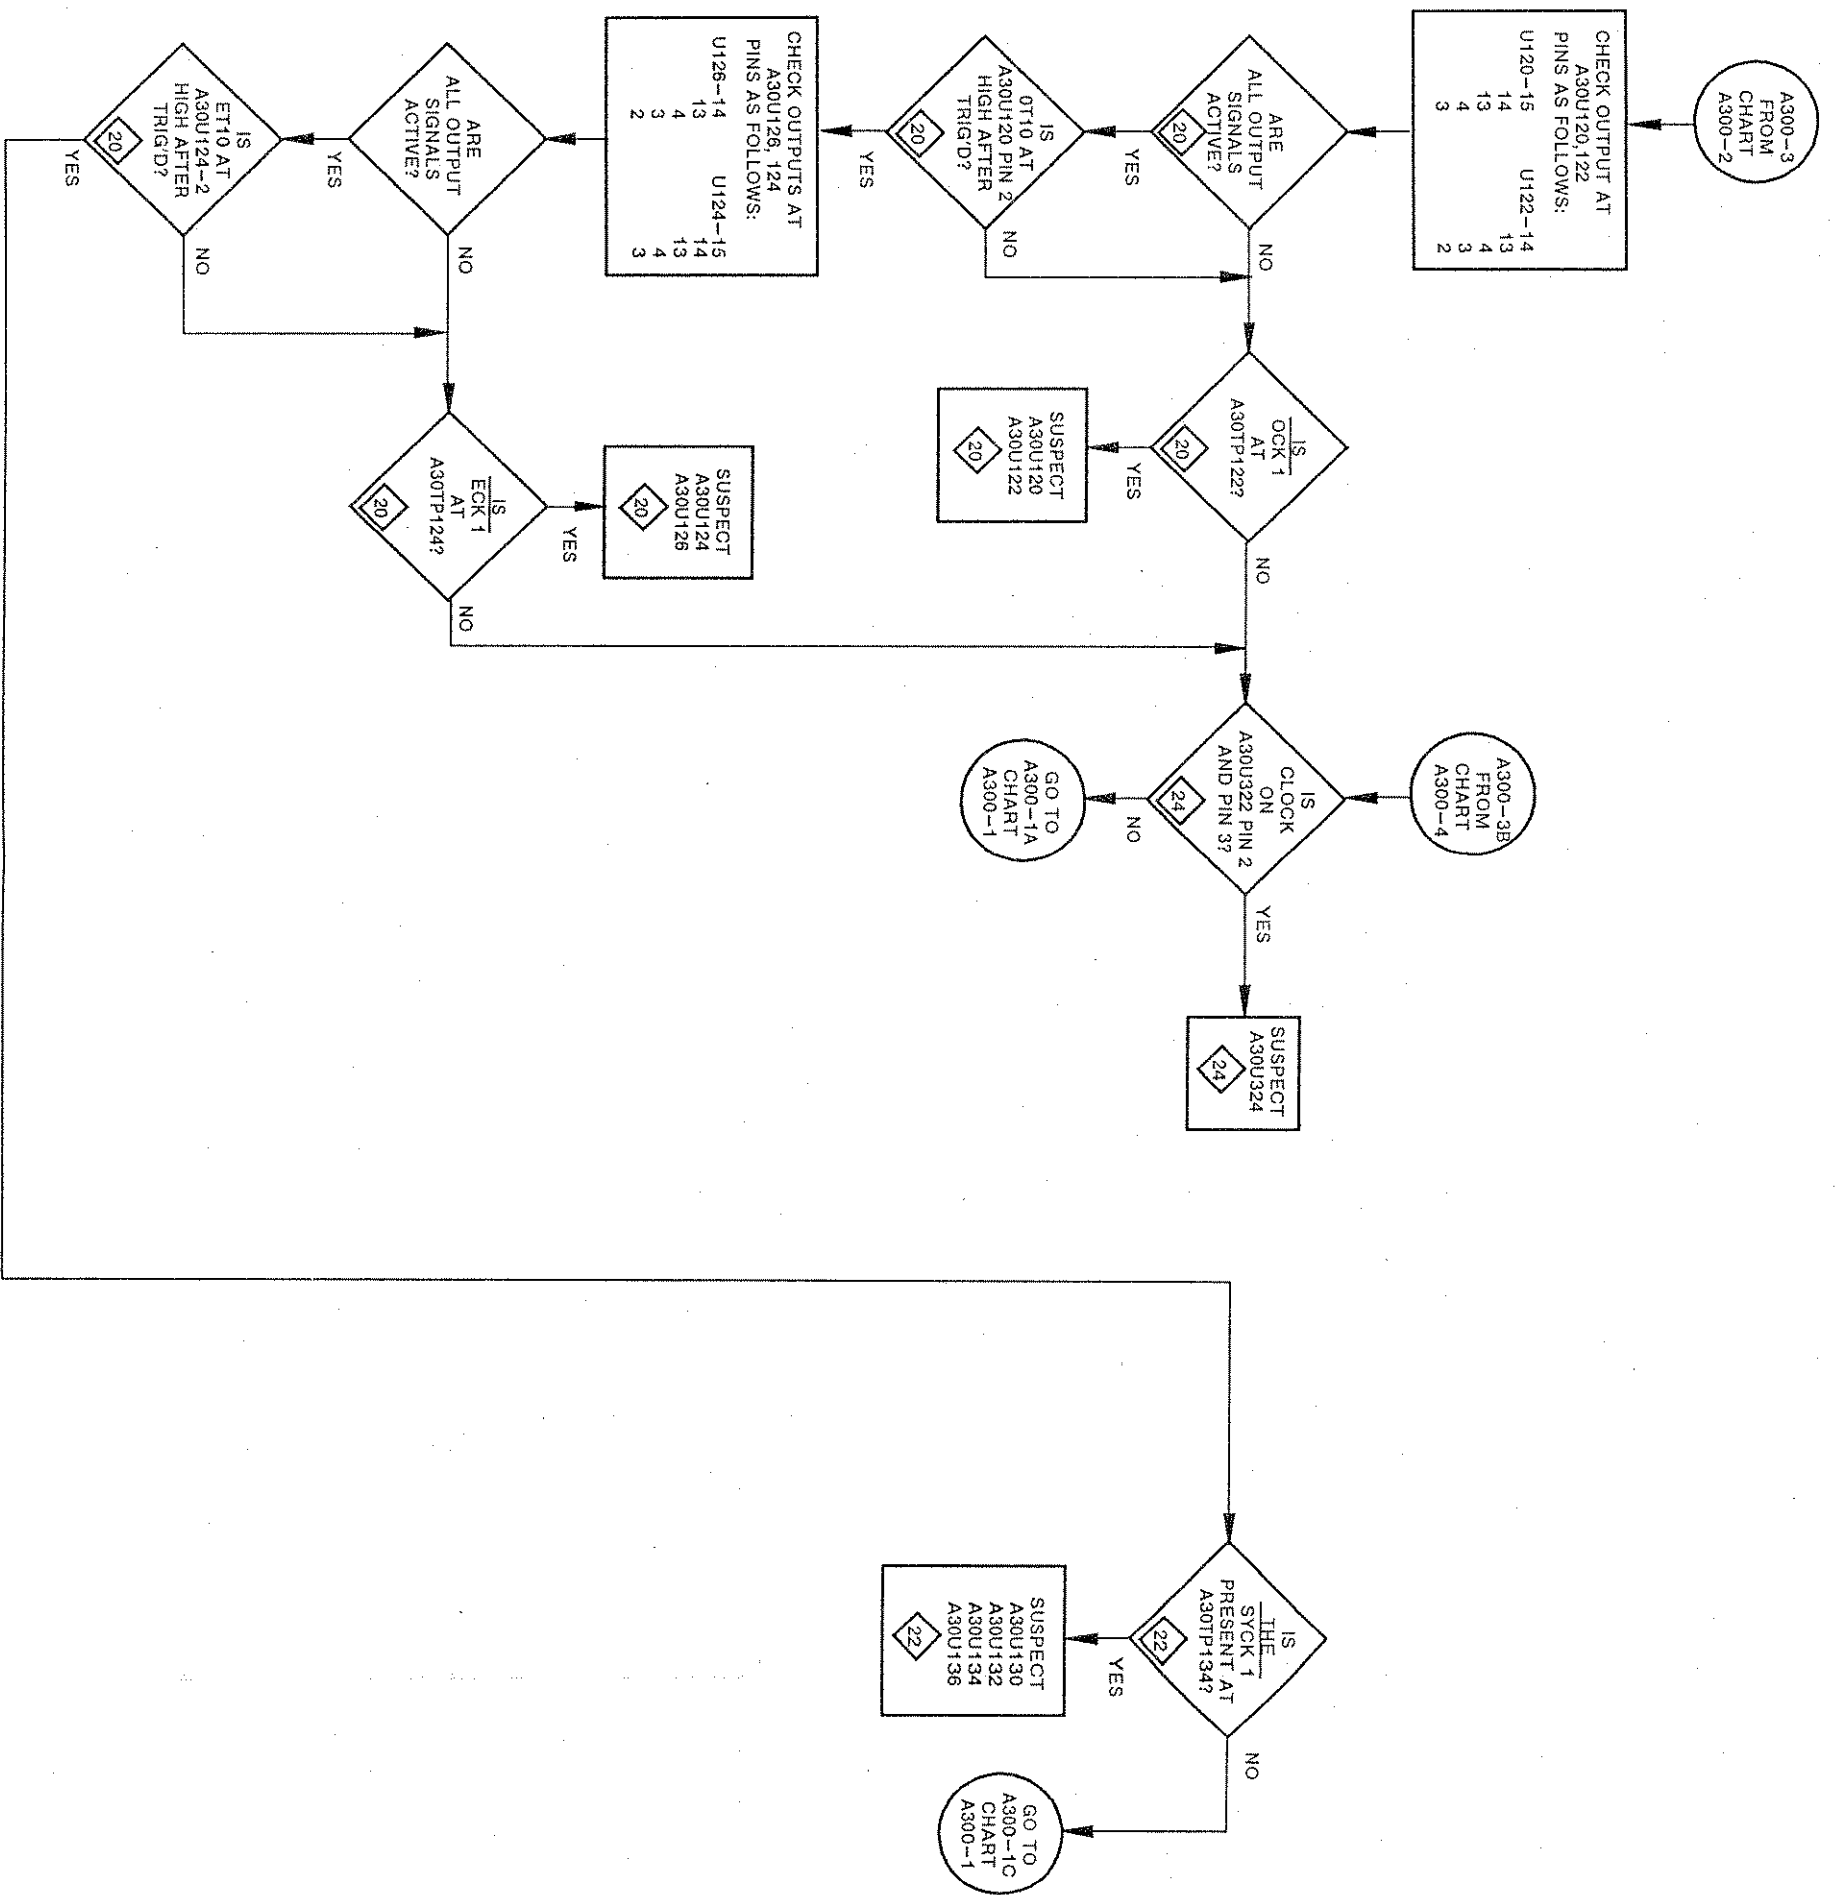 A300-3
FROM
CHART
A300-2
CHECK OUTPUT AT
A30U120,122
PINS AS FOLLOWS:
U120-15 U122-14
14 13
13 4
4 3
3 2
ARE
ALL OUTPUT
SIGNALS
ACTIVE?
20
NO
YES
IS
OT10 AT
A30U120 PIN 2
HIGH AFTER
TRIG'D?
20
NO
YES
CHECK OUTPUTS AT
A30U126, 124
PINS AS FOLLOWS:
U126-14 U124-15
13 14
4 13
3 4
2 3
ARE
ALL OUTPUT
SIGNALS
ACTIVE?
NO
YES
IS
ET10 AT
A30U124-2
HIGH AFTER
TRIG'D?
20
NO
YES
IS
OCK 1
AT
A30TP122?
20
NO
YES
SUSPECT
A30U120
A30U122
20
SUSPECT
A30U124
A30U126
20
YES
IS
ECK 1
AT
A30TP124?
20
NO
A300-3B
FROM
CHART
A300-4
IS
CLOCK
ON
A30U322 PIN 2
AND PIN 3?
24
YES
NO
GO TO
A300-1A
CHART
A300-1
SUSPECT
A30U324
24
IS
THE
SYCK 1
PRESENT AT
A30TP134?
22
NO
YES
SUSPECT
A30U130
A30U132
A30U134
A30U136
22
GO TO
A300-1C
CHART
A300-1